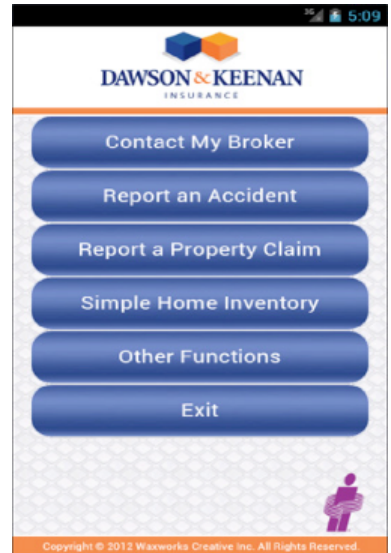 3G 5:09
DAWSON & KEENAN
INSURANCE
Contact My Broker
Report an Accident
Report a Property Claim
Simple Home Inventory
Other Functions
Exit
Copyright © 2012 Waxworks Creative Inc. All Rights Reserved.